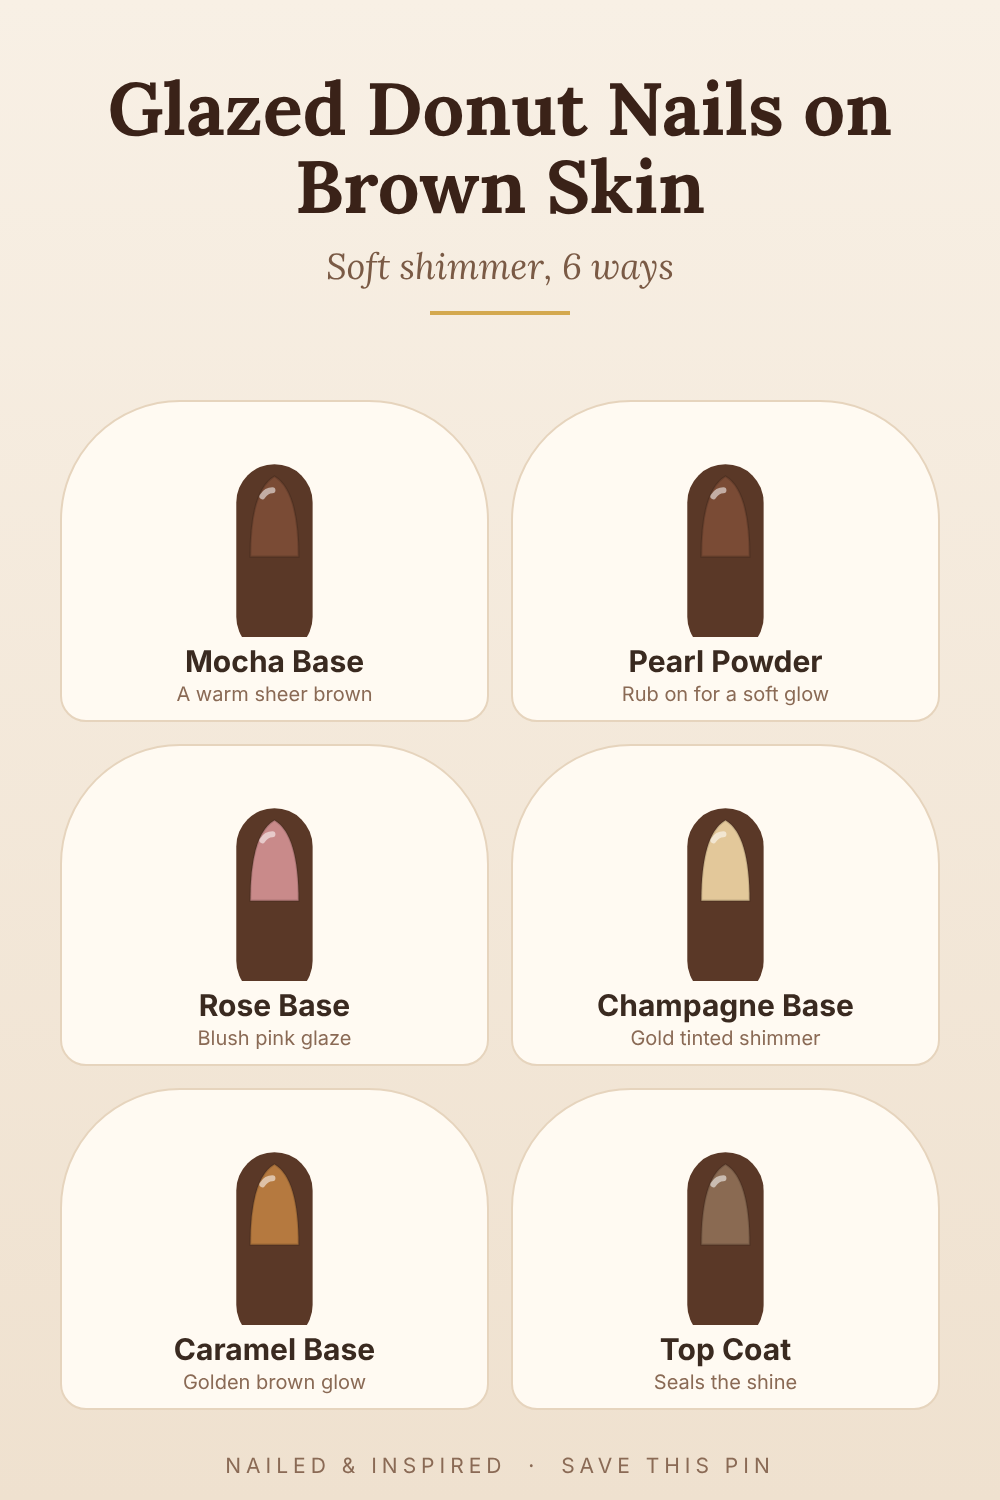 Glazed Donut Nails on
Brown Skin
Soft shimmer, 6 ways
Mocha Base
A warm sheer brown
Pearl Powder
Rub on for a soft glow
Rose Base
Blush pink glaze
Champagne Base
Gold tinted shimmer
Caramel Base
Golden brown glow
Top Coat
Seals the shine
NAILED & INSPIRED · SAVE THIS PIN